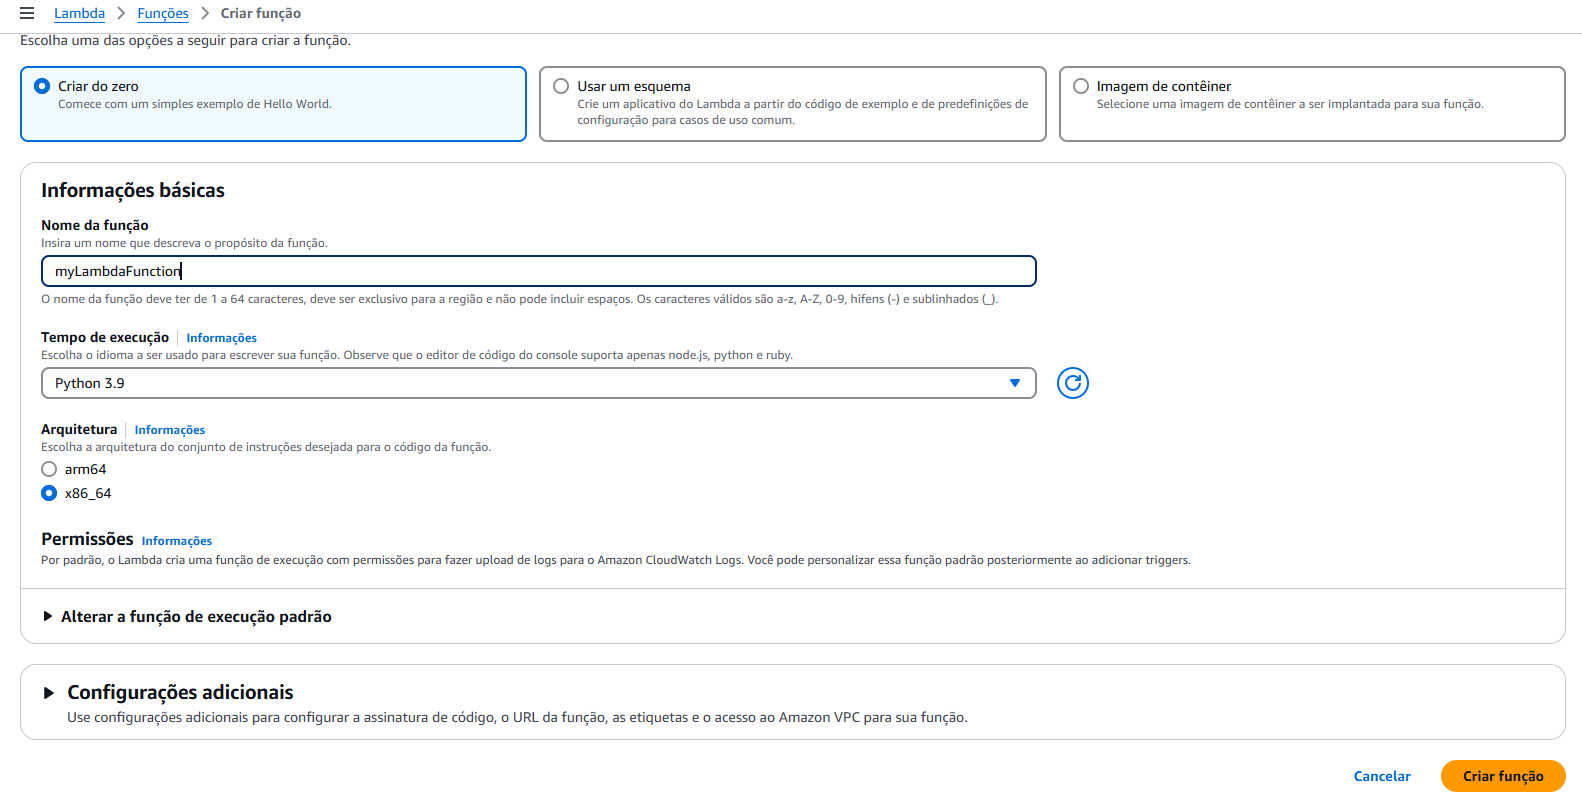 Lambda Funções Criar função
Escolha uma das opções a seguir para criar a função.
Criar do zero
Comece com um simples exemplo de Hello World.
Usar um esquema
Crie um aplicativo do Lambda a partir do código de exemplo e de predefinições de
configuração para casos de uso comum.
Imagem de contêiner
Selecione uma imagem de contêiner a ser implantada para sua função.
Informações básicas
Nome da função
Insira um nome que descreva o propósito da função.
myLambdaFunction
O nome da função deve ter de 1 a 64 caracteres, deve ser exclusivo para a região e não pode incluir espaços. Os caracteres válidos são a-z, A-Z, 0-9, hifens (-) e sublinhados (_).
Tempo de execução Informações
Escolha o idioma a ser usado para escrever sua função. Observe que o editor de código do console suporta apenas node.js, python e ruby.
Python 3.9
Arquitetura Informações
Escolha a arquitetura do conjunto de instruções desejada para o código da função.
arm64
x86_64
Permissões Informações
Por padrão, o Lambda cria uma função de execução com permissões para fazer upload de logs para o Amazon CloudWatch Logs. Você pode personalizar essa função padrão posteriormente ao adicionar triggers.
Alterar a função de execução padrão
Configurações adicionais
Use configurações adicionais para configurar a assinatura de código, o URL da função, as etiquetas e o acesso ao Amazon VPC para sua função.
Cancelar Criar função